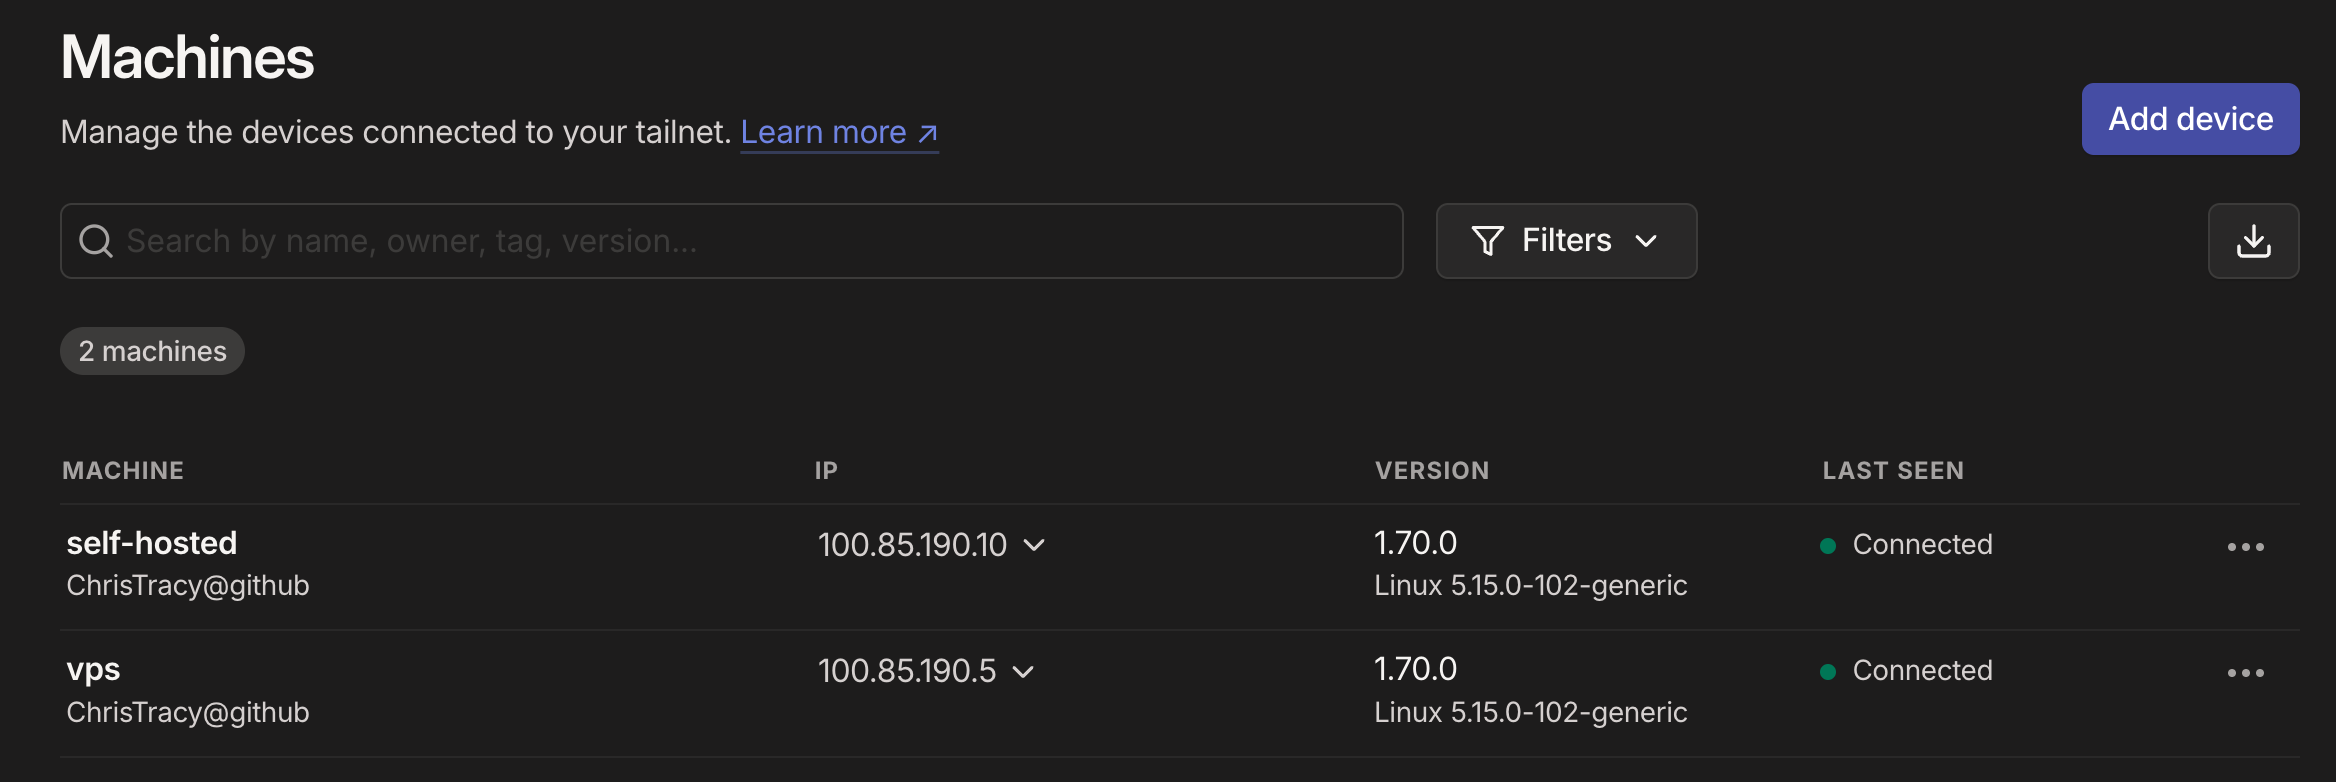 Machines
Manage the devices connected to your tailnet. Learn more ↗
Add device
Search by name, owner, tag, version...
Filters
2 machines
MACHINE IP VERSION LAST SEEN
self-hosted 100.85.190.10 1.70.0 Connected
ChrisTracy@github Linux 5.15.0-102-generic
vps 100.85.190.5 1.70.0 Connected
ChrisTracy@github Linux 5.15.0-102-generic